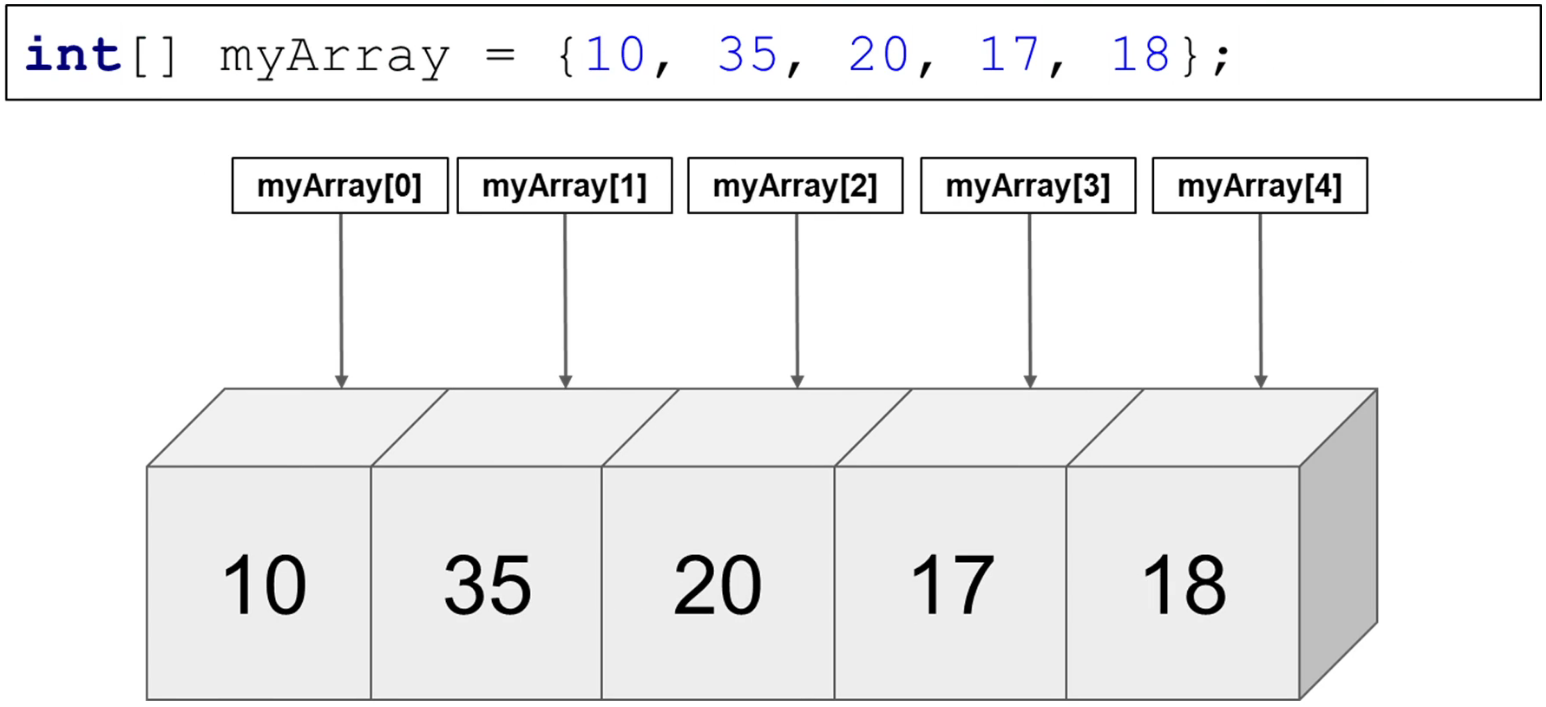 int[] myArray = {10, 35, 20, 17, 18};
myArray[0] myArray[1] myArray[2] myArray[3] myArray[4]
10 35 20 17 18